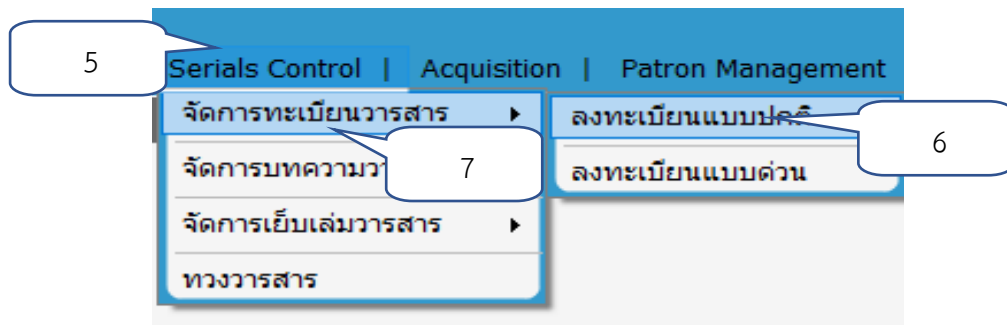 5
Serials Control | Acquisition | Patron Management
จัดการทะเบียนวารสาร
ลงทะเบียนแบบปกติ
6
จัดการบทความวา
7
ลงทะเบียนแบบด่วน
จัดการเย็บเล่มวารสาร
ทวงวารสาร